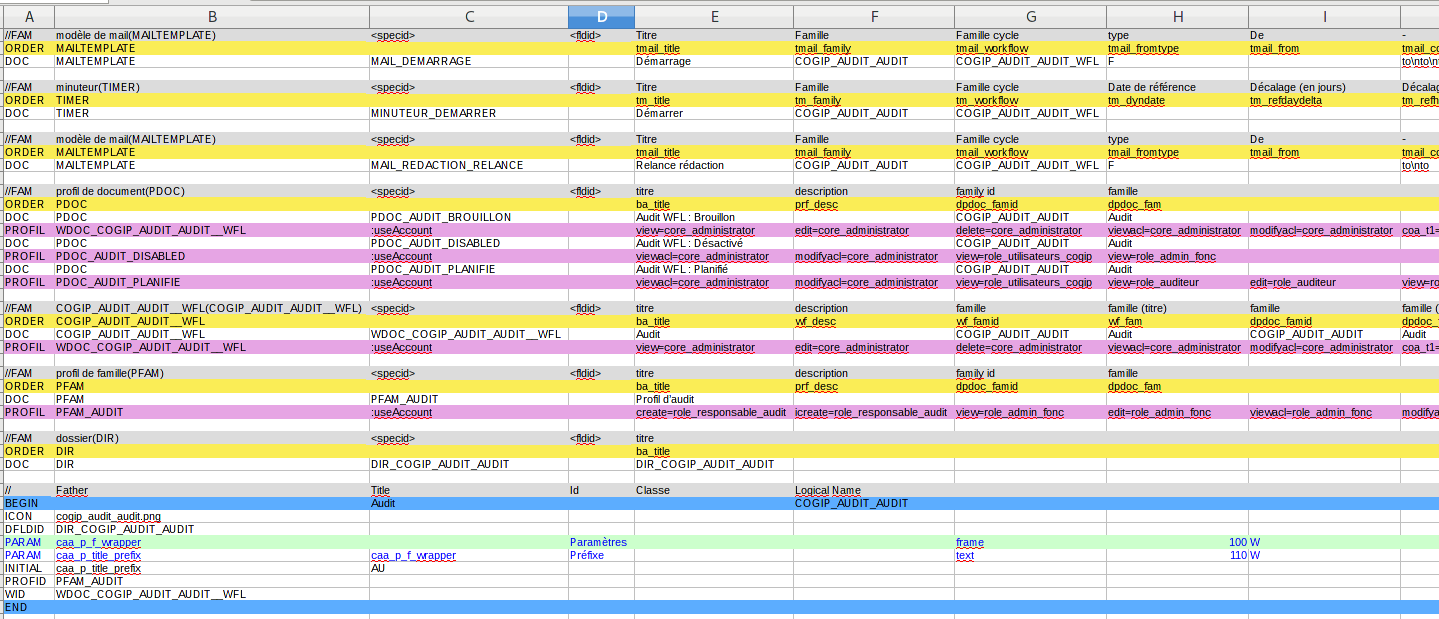 A B C D E F G H I
//FAM modèle de mail(MAILTEMPLATE) <specid> <fldid> Titre Famille Famille cycle type De -
ORDER MAILTEMPLATE tmail_title tmail_family tmail_workflow tmail_fromtype tmail_from tmail_co
DOC MAILTEMPLATE MAIL_DEMARRAGE Démarrage COGIP_AUDIT_AUDIT COGIP_AUDIT_AUDIT_WFL F to\nto\n
//FAM minuteur(TIMER) <specid> <fldid> Titre Famille Famille cycle Date de référence Décalage (en jours) Décalag
ORDER TIMER tm_title tm_family tm_workflow tm_dyndate tm_refdaydelta tm_refh
DOC TIMER MINUTEUR_DEMARRER Démarrer COGIP_AUDIT_AUDIT COGIP_AUDIT_AUDIT_WFL
//FAM modèle de mail(MAILTEMPLATE) <specid> <fldid> Titre Famille Famille cycle type De -
ORDER MAILTEMPLATE tmail_title tmail_family tmail_workflow tmail_fromtype tmail_from tmail_co
DOC MAILTEMPLATE MAIL_REDACTION_RELANCE Relance rédaction COGIP_AUDIT_AUDIT COGIP_AUDIT_AUDIT_WFL F to\nto
//FAM profil de document(PDOC) <specid> <fldid> titre description family id famille
ORDER PDOC ba_title prf_desc dpdoc_famid dpdoc_fam
DOC PDOC PDOC_AUDIT_BROUILLON Audit WFL : Brouillon COGIP_AUDIT_AUDIT Audit
PROFIL WDOC_COGIP_AUDIT_AUDIT__WFL :useAccount view=core_administrator edit=core_administrator delete=core_administrator viewacl=core_administrator modifyacl=core_administrator coa_t1=
DOC PDOC PDOC_AUDIT_DISABLED Audit WFL : Désactivé COGIP_AUDIT_AUDIT Audit
PROFIL PDOC_AUDIT_DISABLED :useAccount viewacl=core_administrator modifyacl=core_administrator view=role_utilisateurs_cogip view=role_admin_fonc
DOC PDOC PDOC_AUDIT_PLANIFIE Audit WFL : Planifié COGIP_AUDIT_AUDIT Audit
PROFIL PDOC_AUDIT_PLANIFIE :useAccount viewacl=core_administrator modifyacl=core_administrator view=role_utilisateurs_cogip view=role_auditeur edit=role_auditeur view=ro
//FAM COGIP_AUDIT_AUDIT__WFL(COGIP_AUDIT_AUDIT__WFL) <specid> <fldid> titre description famille famille (titre) famille famille (
ORDER COGIP_AUDIT_AUDIT__WFL ba_title wf_desc wf_famid wf_fam dpdoc_famid dpdoc_
DOC COGIP_AUDIT_AUDIT__WFL WDOC_COGIP_AUDIT_AUDIT__WFL Audit COGIP_AUDIT_AUDIT Audit COGIP_AUDIT_AUDIT Audit
PROFIL WDOC_COGIP_AUDIT_AUDIT__WFL :useAccount view=core_administrator edit=core_administrator delete=core_administrator viewacl=core_administrator modifyacl=core_administrator coa_t1=
//FAM profil de famille(PFAM) <specid> <fldid> titre description family id famille
ORDER PFAM ba_title prf_desc dpdoc_famid dpdoc_fam
DOC PFAM PFAM_AUDIT Profil d'audit
PROFIL PFAM_AUDIT :useAccount create=role_responsable_audit icreate=role_responsable_audit view=role_admin_fonc edit=role_admin_fonc viewacl=role_admin_fonc modifya
//FAM dossier(DIR) <specid> <fldid> titre
ORDER DIR ba_title
DOC DIR DIR_COGIP_AUDIT_AUDIT DIR_COGIP_AUDIT_AUDIT
// Father Title Id Classe Logical Name
BEGIN Audit COGIP_AUDIT_AUDIT
ICON cogip_audit_audit.png
DFLDID DIR_COGIP_AUDIT_AUDIT
PARAM caa_p_f_wrapper Paramètres frame 100 W
PARAM caa_p_title_prefix caa_p_f_wrapper Préfixe text 110 W
INITIAL caa_p_title_prefix AU
PROFID PFAM_AUDIT
WID WDOC_COGIP_AUDIT_AUDIT__WFL
END